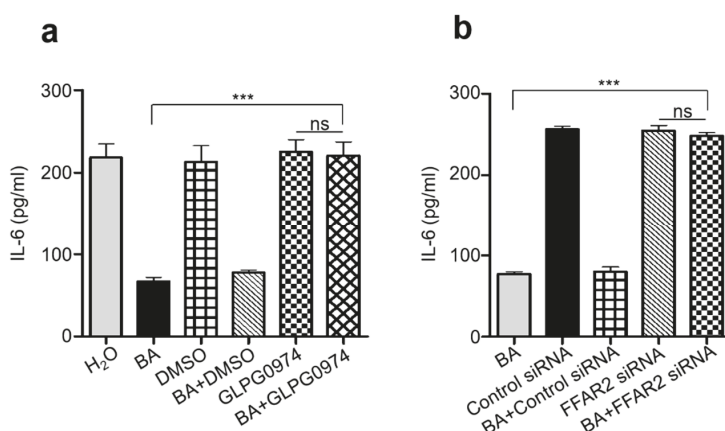 a
300
200
100
0
IL-6 (pg/ml)
***
ns
H₂O
BA
DMSO
BA+DMSO
GLPG0974
BA+GLPG0974
b
300
200
100
0
IL-6 (pg/ml)
***
ns
BA
Control siRNA
BA+Control siRNA
FFAR2 siRNA
BA+FFAR2 siRNA